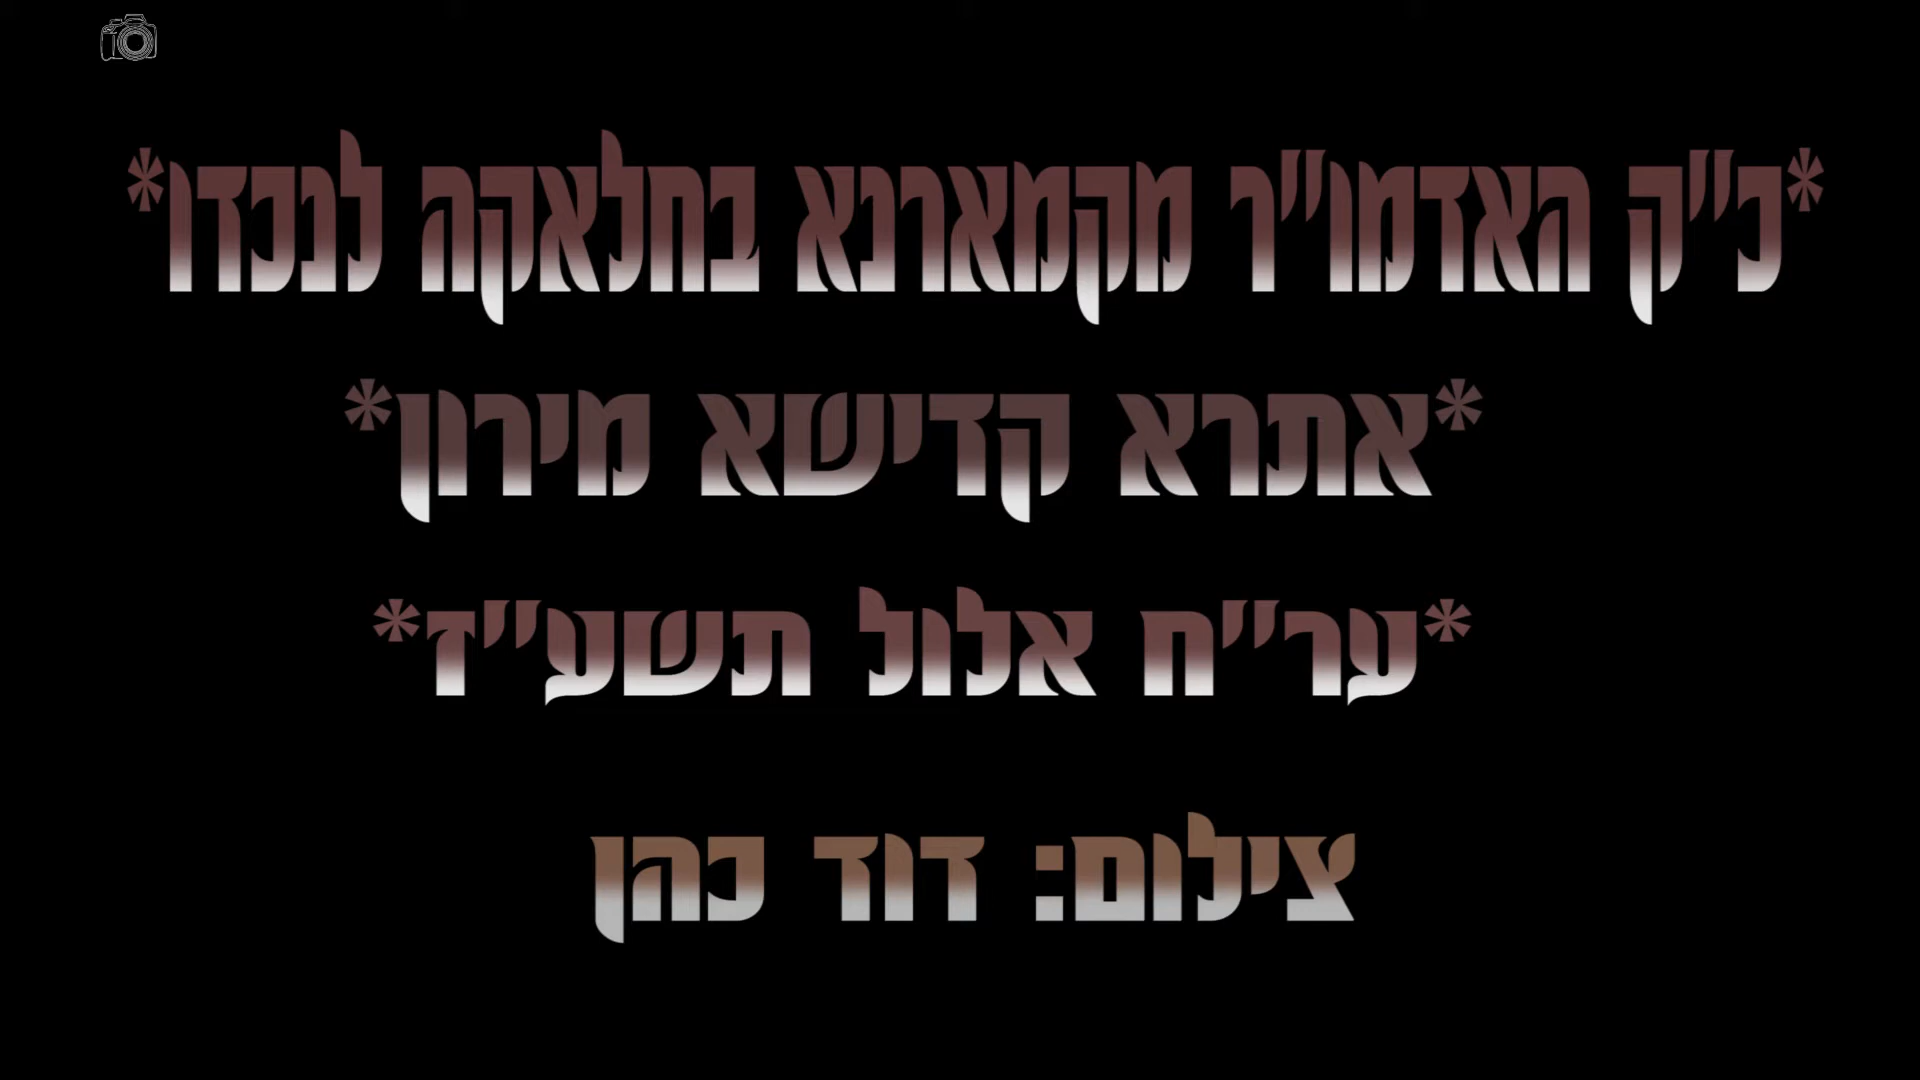 *כ"ק האדמו"ר מקמארנא בחלאקה לנכדו*
*אתרא קדישא מירון*
*ער"ח אלול תשע"ז*
צילום: דוד כהן